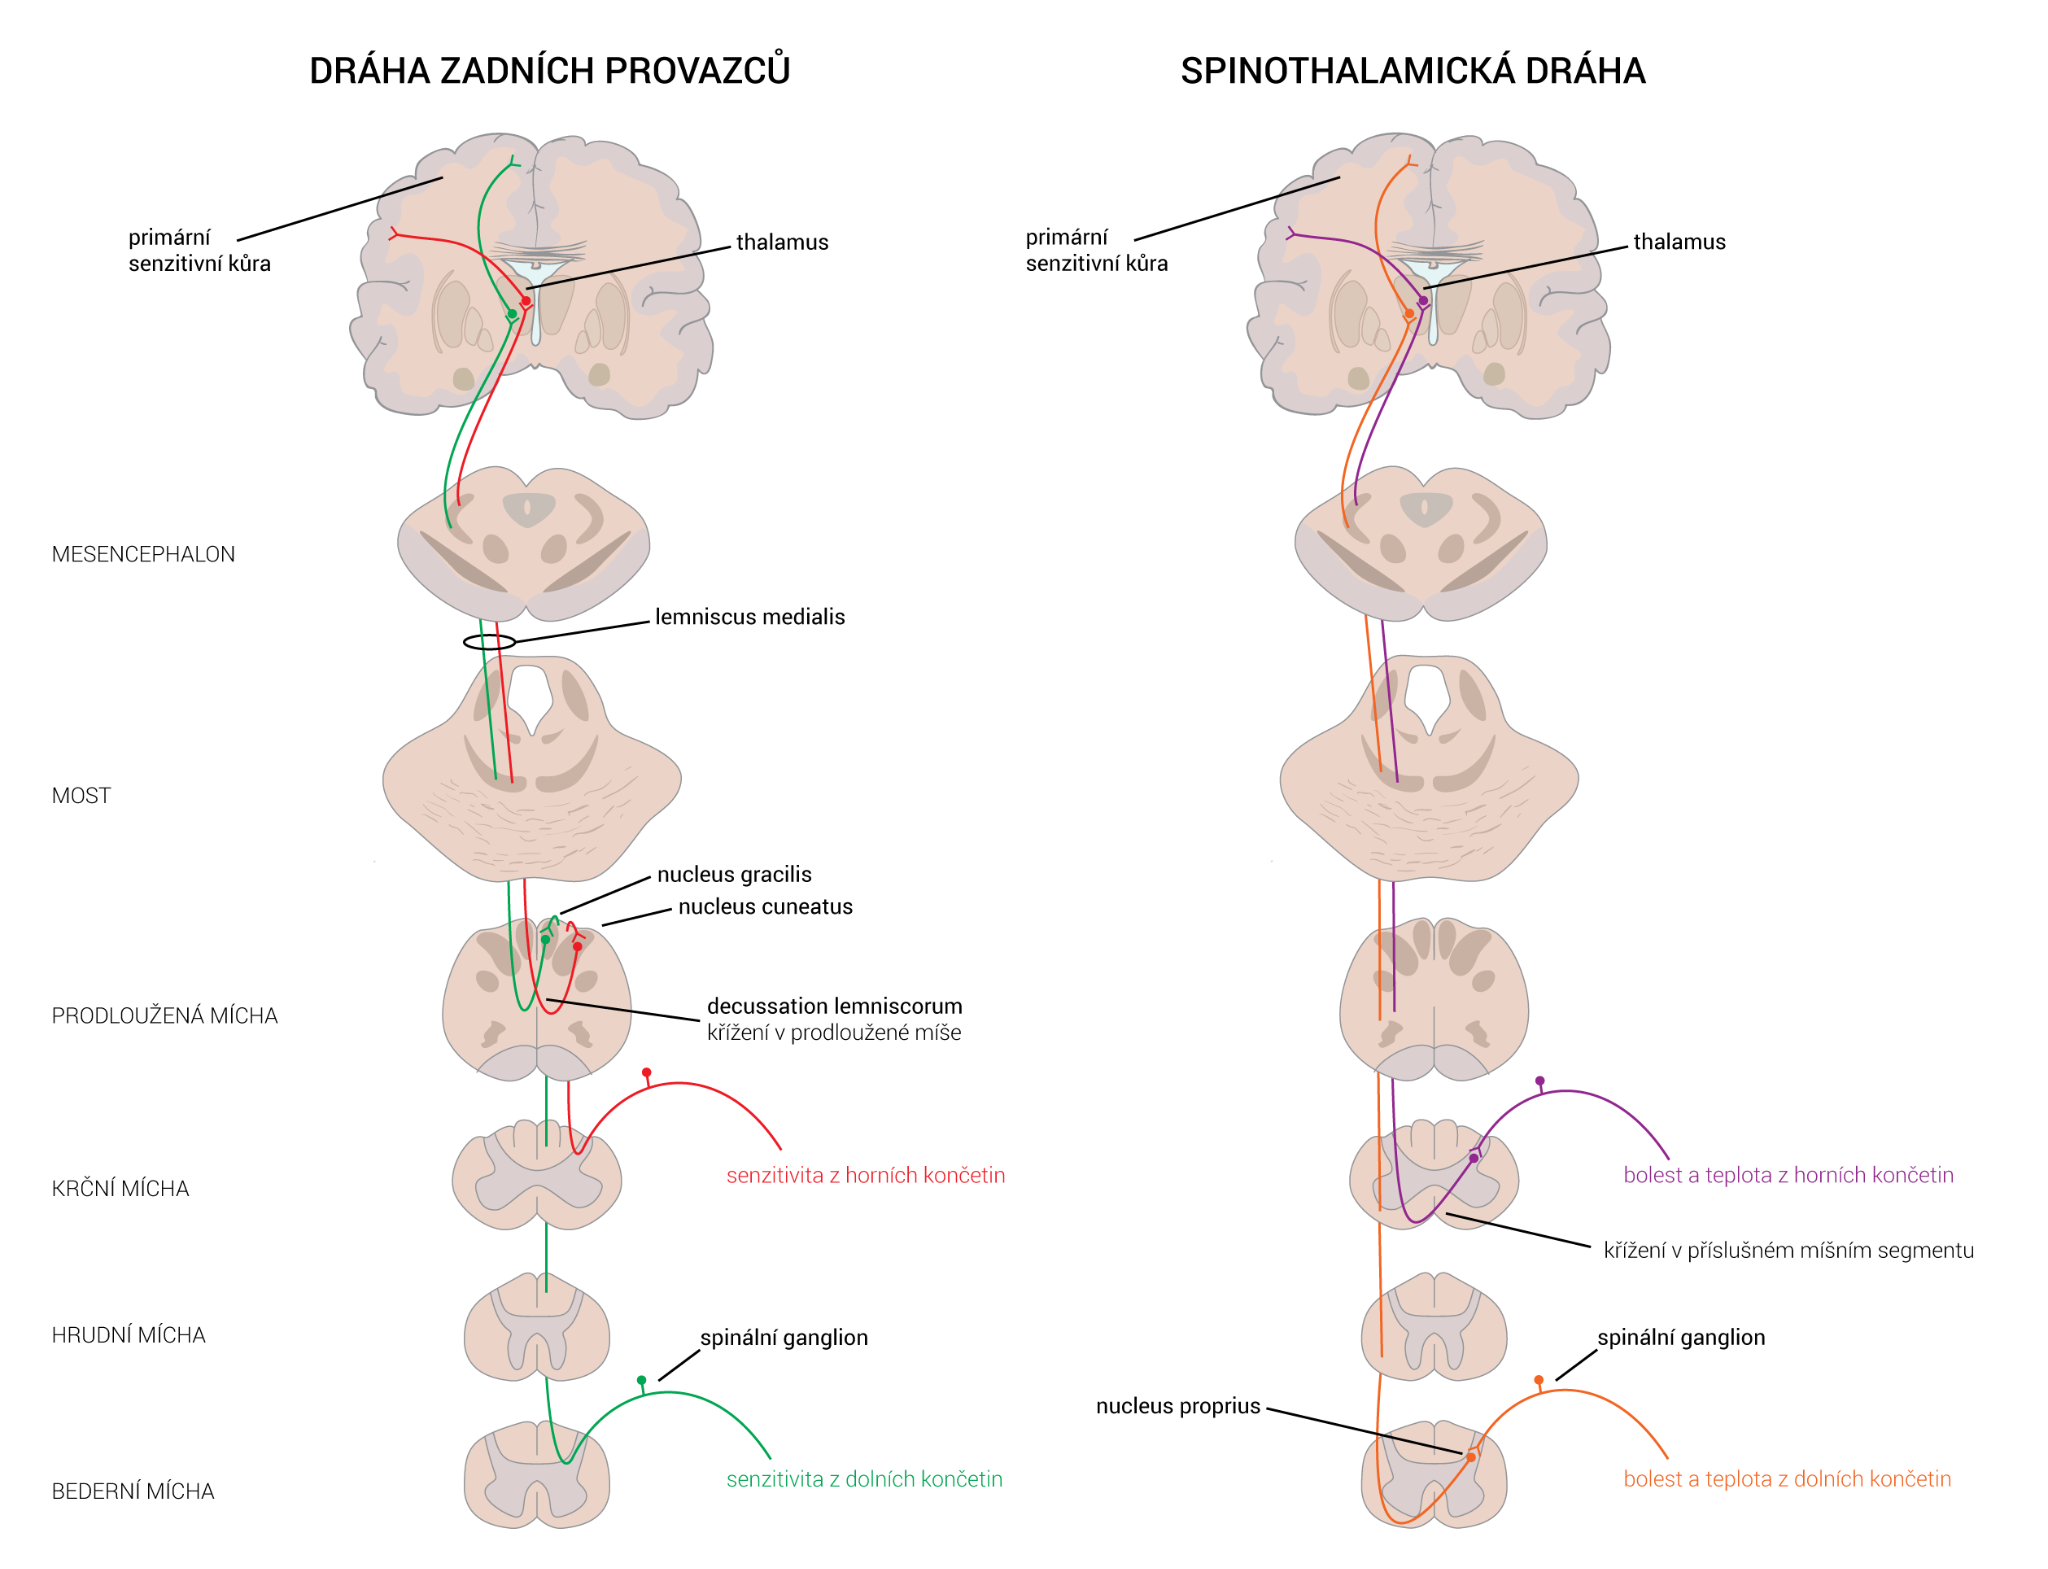 DRÁHA ZADNÍCH PROVAZCŮ
SPINOTHALAMICKÁ DRÁHA
primární
senzitivní kůra
thalamus
primární
senzitivní kůra
thalamus
MESENCEPHALON
lemniscus medialis
MOST
nucleus gracilis
nucleus cuneatus
PRODLOUŽENÁ MÍCHA
decussation lemniscorum
křížení v prodloužené míše
KRČNÍ MÍCHA
senzitivita z horních končetin
bolest a teplota z horních končetin
křížení v příslušném míšním segmentu
HRUDNÍ MÍCHA
spinální ganglion
spinální ganglion
nucleus proprius
BEDERNÍ MÍCHA
senzitivita z dolních končetin
bolest a teplota z dolních končetin